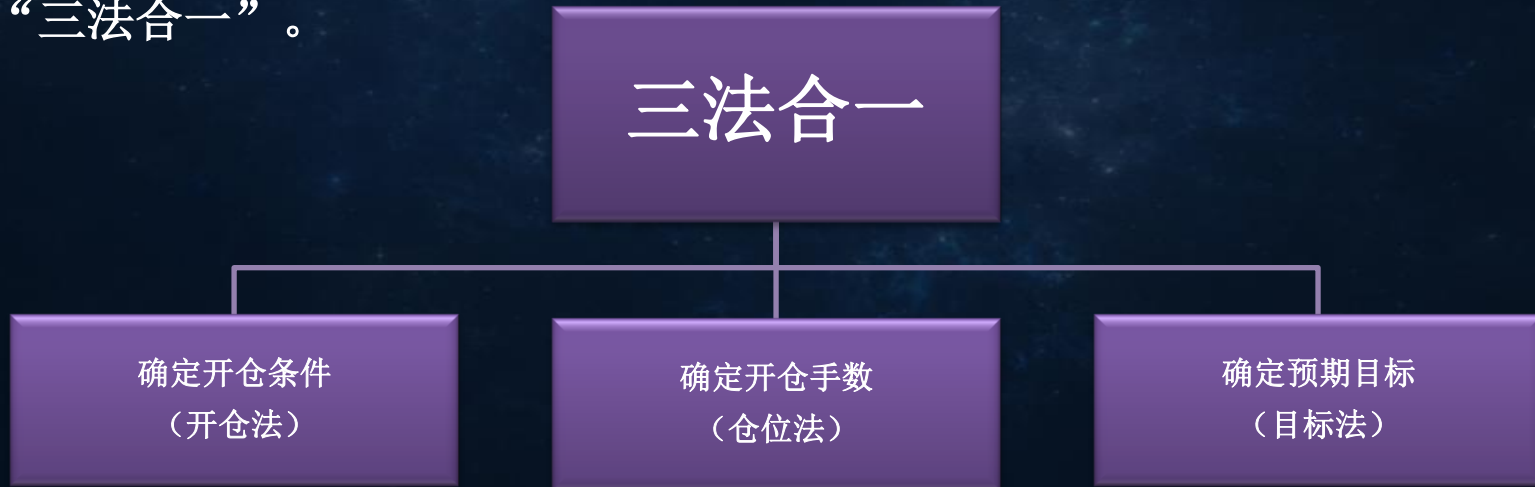 “三法合一”。
三法合一
确定开仓条件
（开仓法）
确定开仓手数
（仓位法）
确定预期目标
（目标法）